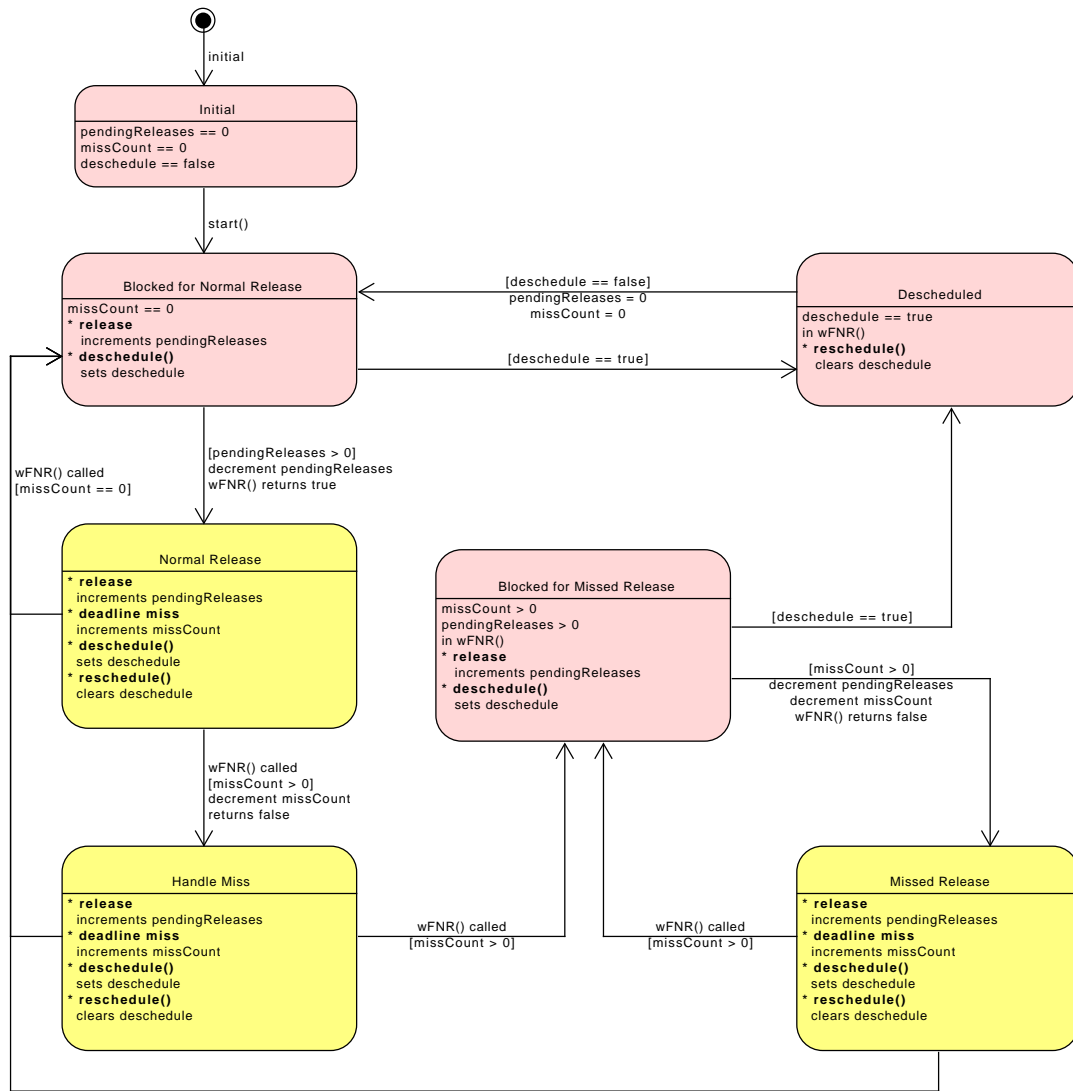 initial
Initial
pendingReleases == 0
missCount == 0
deschedule == false
start()
Blocked for Normal Release
missCount == 0
* release
increments pendingReleases
* deschedule()
sets deschedule
[deschedule == false]
pendingReleases = 0
missCount = 0
[deschedule == true]
Descheduled
deschedule == true
in wFNR()
* reschedule()
clears deschedule
wFNR() called
[missCount == 0]
[pendingReleases > 0]
decrement pendingReleases
wFNR() returns true
Normal Release
* release
increments pendingReleases
* deadline miss
increments missCount
* deschedule()
sets deschedule
* reschedule()
clears deschedule
Blocked for Missed Release
missCount > 0
pendingReleases > 0
in wFNR()
* release
increments pendingReleases
* deschedule()
sets deschedule
[deschedule == true]
[missCount > 0]
decrement pendingReleases
decrement missCount
wFNR() returns false
wFNR() called
[missCount > 0]
decrement missCount
returns false
Handle Miss
* release
increments pendingReleases
* deadline miss
increments missCount
* deschedule()
sets deschedule
* reschedule()
clears deschedule
wFNR() called
[missCount > 0]
wFNR() called
[missCount > 0]
Missed Release
* release
increments pendingReleases
* deadline miss
increments missCount
* deschedule()
sets deschedule
* reschedule()
clears deschedule